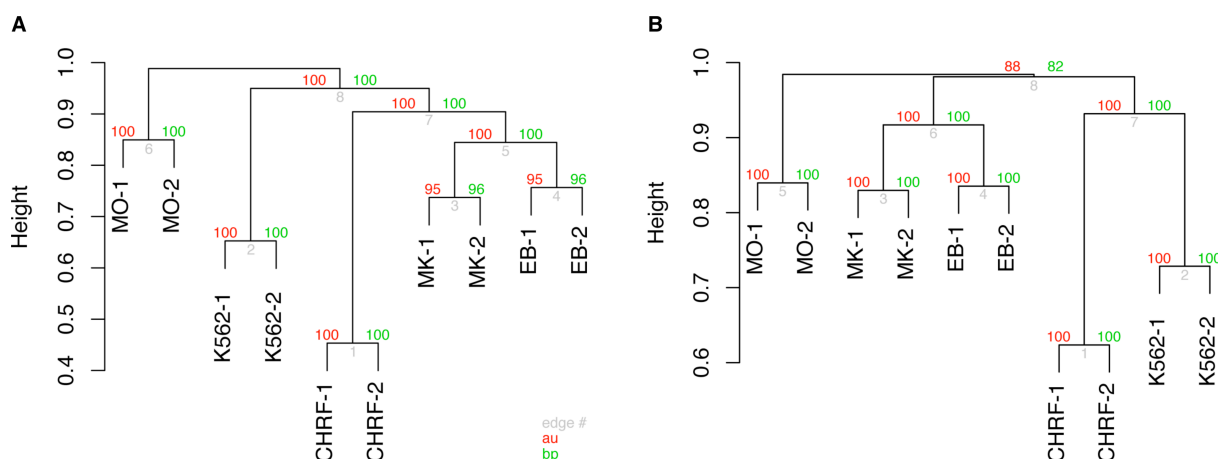 A
B
Height
1.0
0.9
0.8
0.7
0.6
0.5
0.4
100 100
8
100 100
7
100 100
6
100 100
5
95 96
3
95 96
4
100 100
2
100 100
1
MO-1
MO-2
K562-1
K562-2
CHRF-1
CHRF-2
MK-1
MK-2
EB-1
EB-2
edge #
au
bp
Height
1.0
0.9
0.8
0.7
0.6
88 82
8
100 100
7
100 100
6
100 100
5
100 100
3
100 100
4
100 100
2
100 100
1
MO-1
MO-2
MK-1
MK-2
EB-1
EB-2
CHRF-1
CHRF-2
K562-1
K562-2